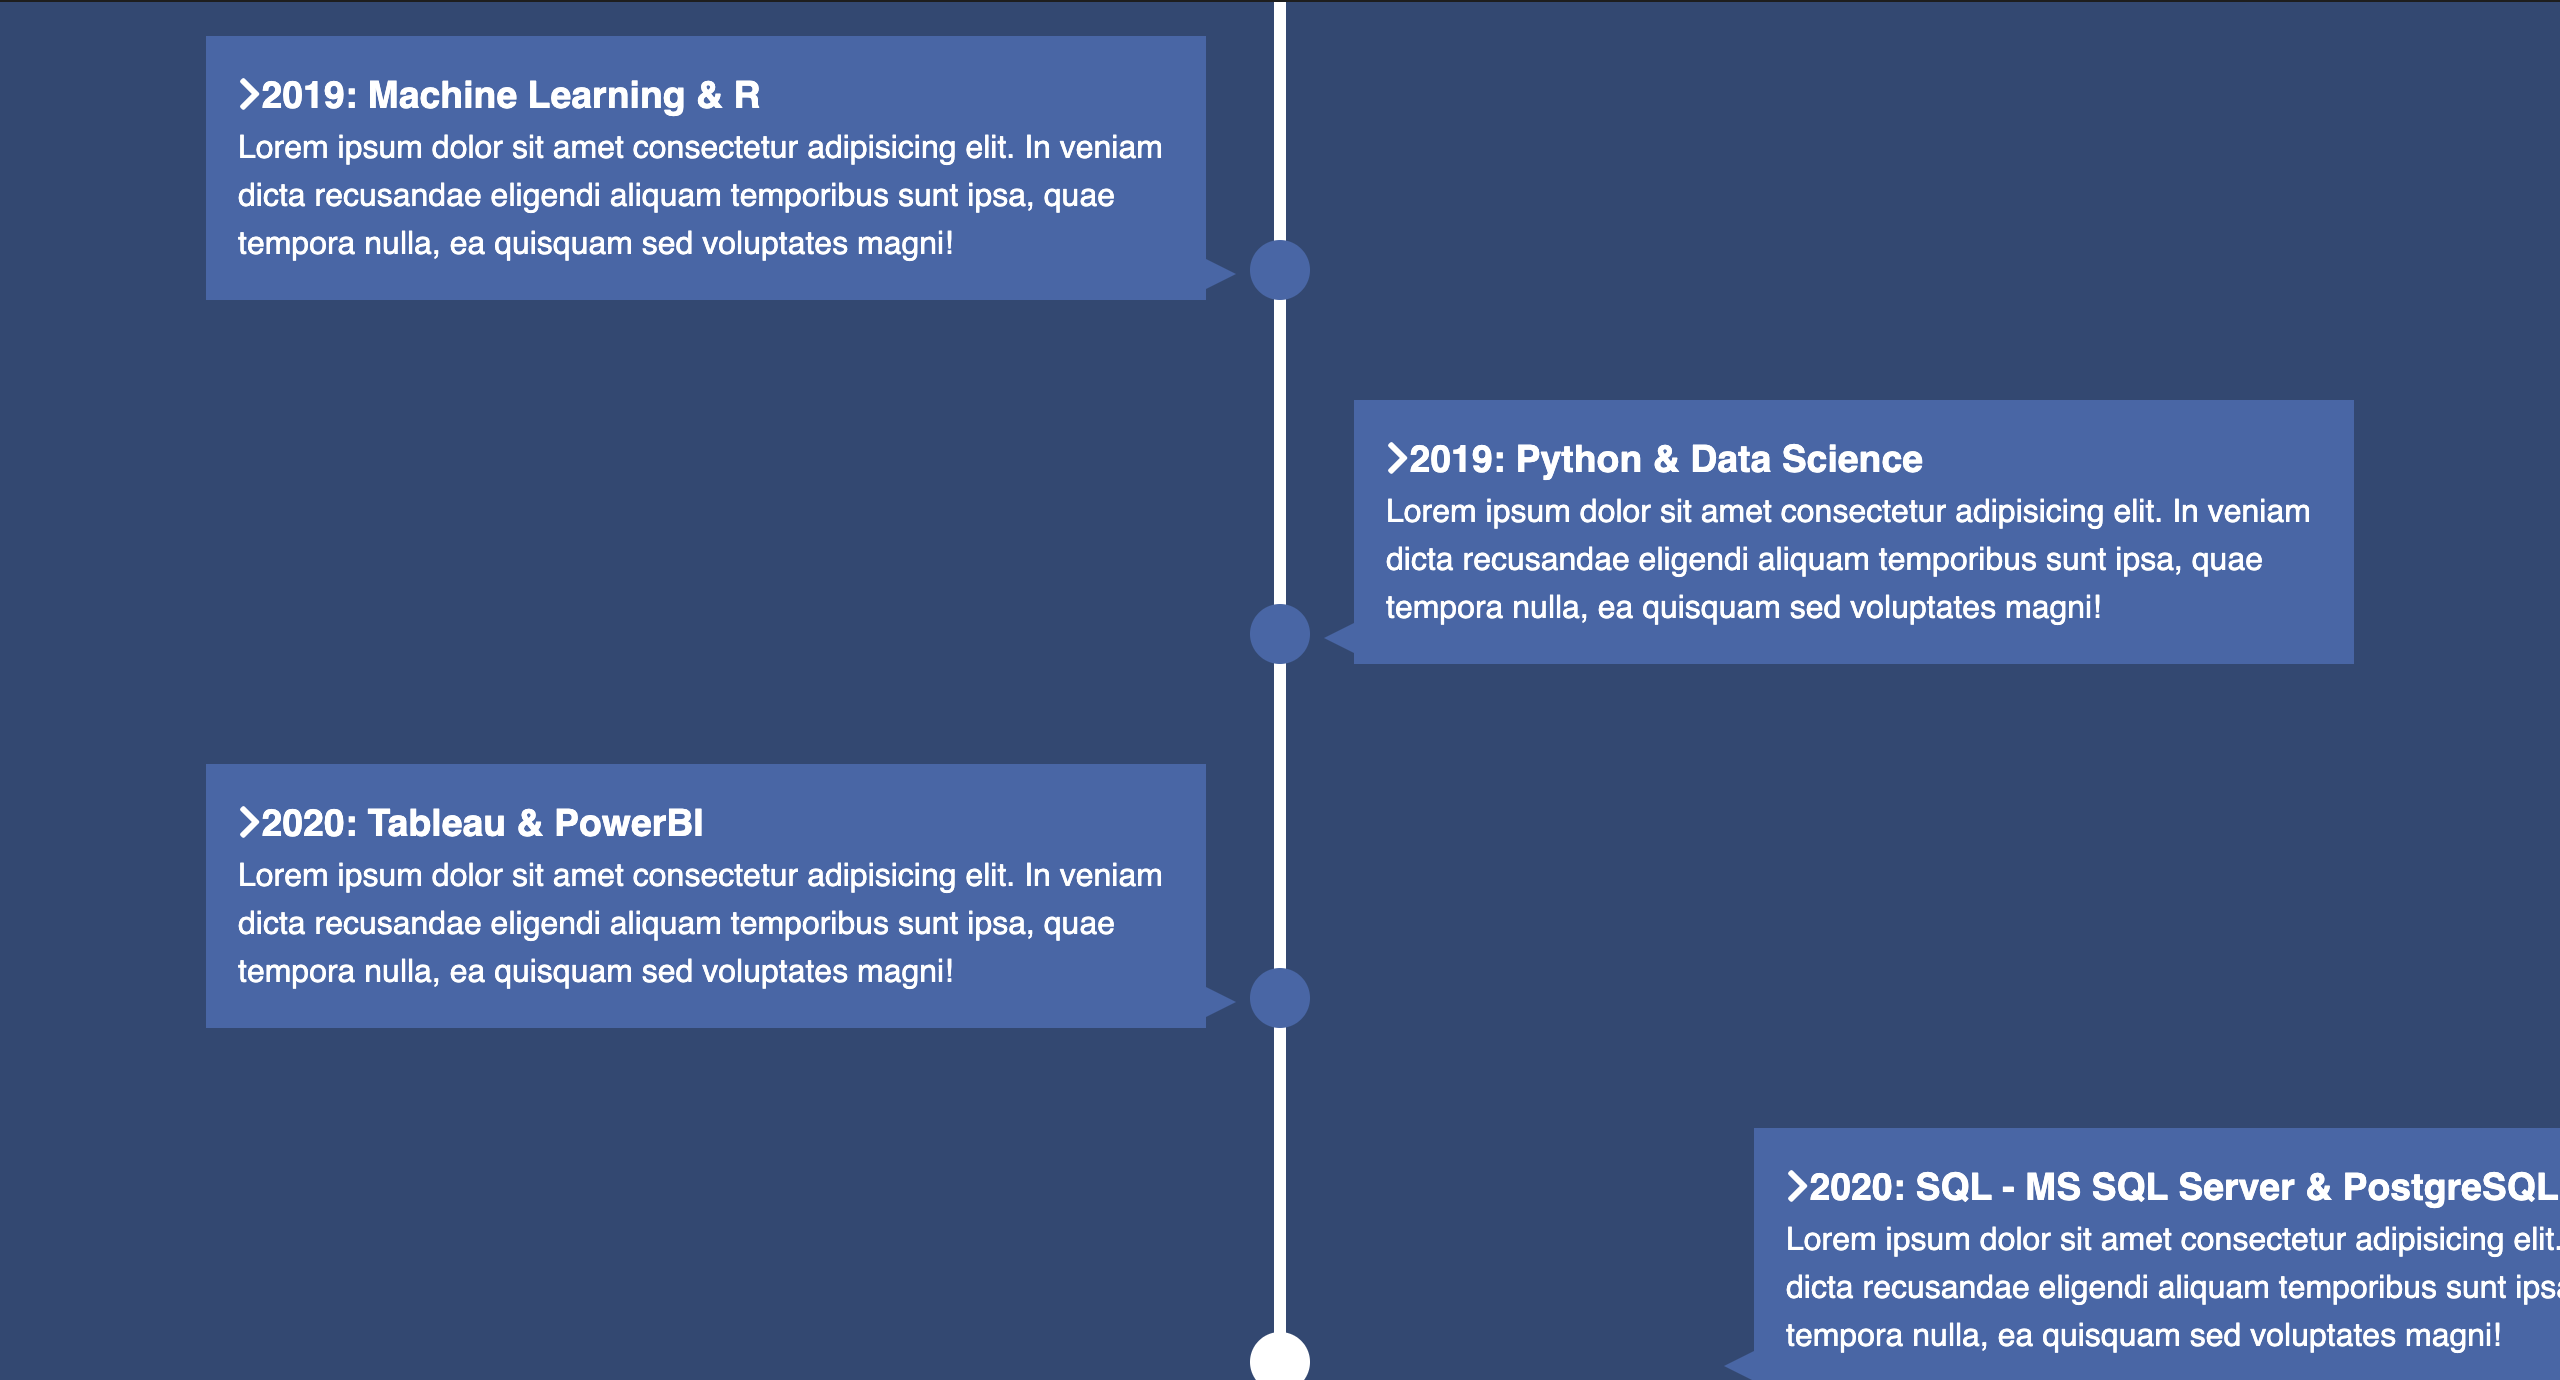 2019: Machine Learning & R
Lorem ipsum dolor sit amet consectetur adipisicing elit. In veniam
dicta recusandae eligendi aliquam temporibus sunt ipsa, quae
tempora nulla, ea quisquam sed voluptates magni!
2019: Python & Data Science
Lorem ipsum dolor sit amet consectetur adipisicing elit. In veniam
dicta recusandae eligendi aliquam temporibus sunt ipsa, quae
tempora nulla, ea quisquam sed voluptates magni!
2020: Tableau & PowerBI
Lorem ipsum dolor sit amet consectetur adipisicing elit. In veniam
dicta recusandae eligendi aliquam temporibus sunt ipsa, quae
tempora nulla, ea quisquam sed voluptates magni!
2020: SQL - MS SQL Server & PostgreSQL
Lorem ipsum dolor sit amet consectetur adipisicing elit.
dicta recusandae eligendi aliquam temporibus sunt
tempora nulla, ea quisquam sed voluptates magni!